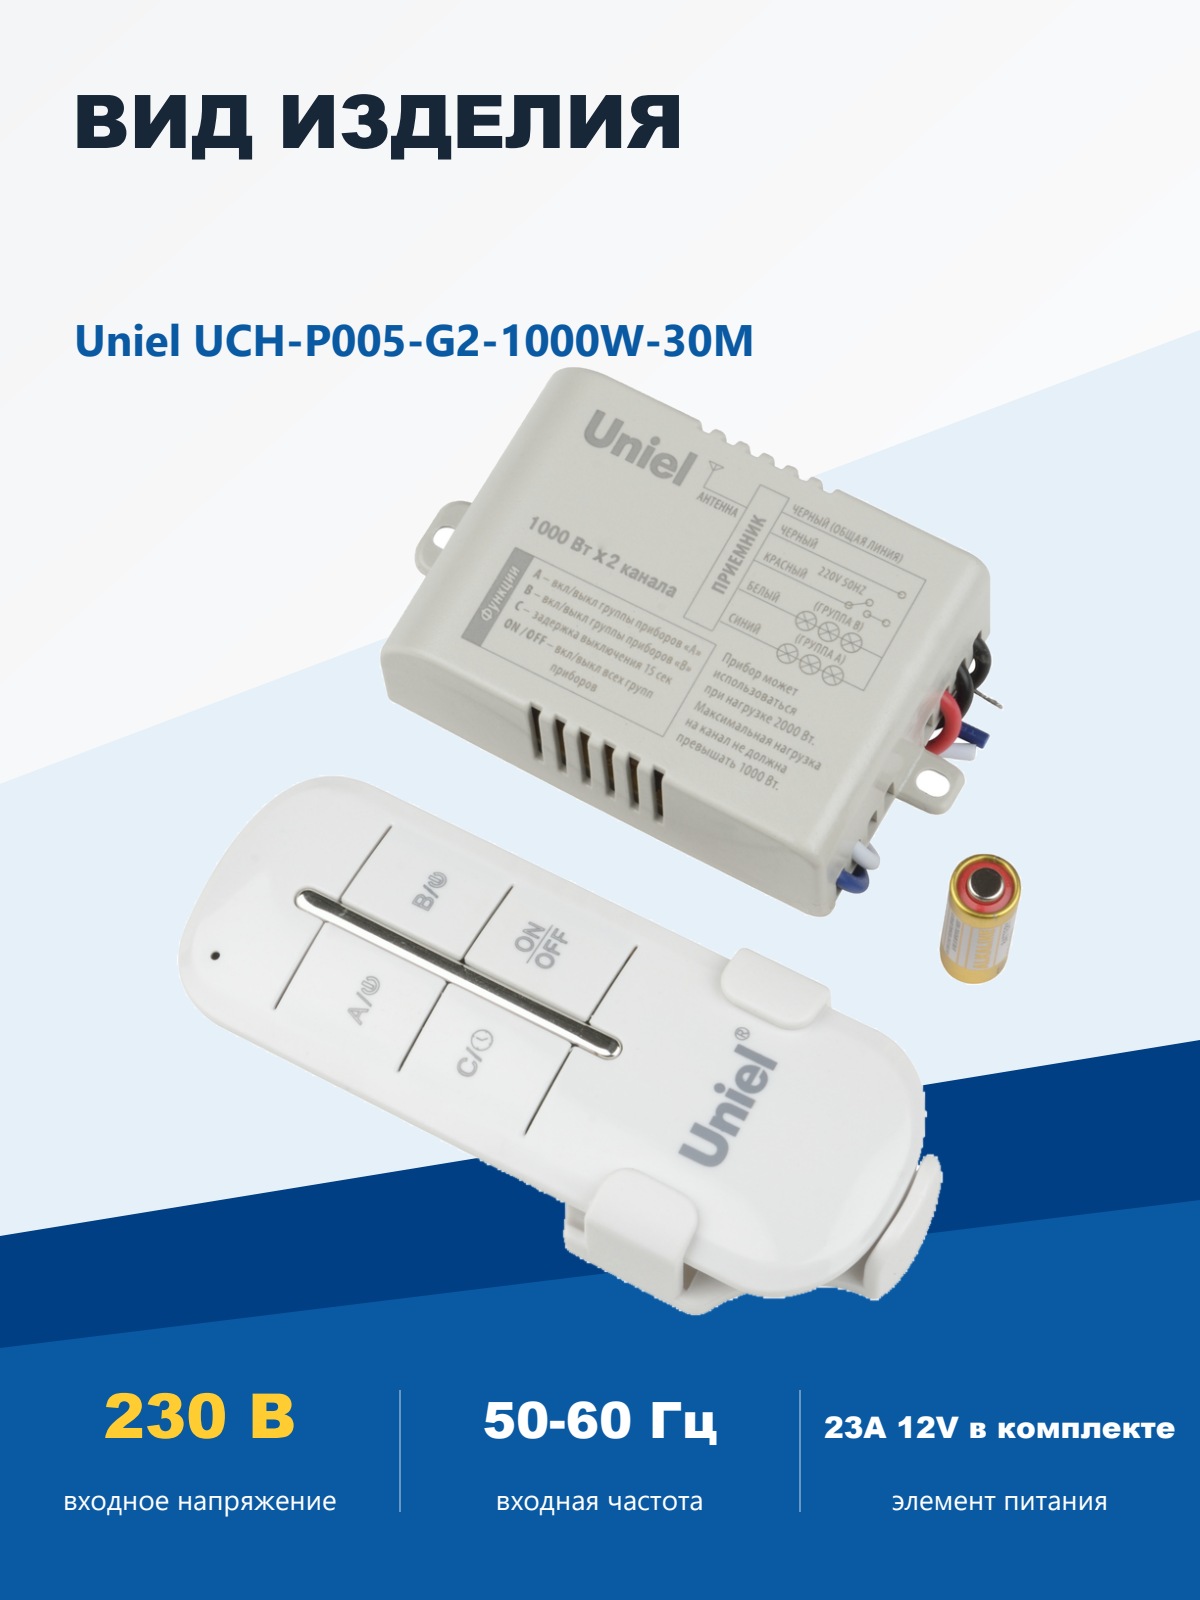 ВИД ИЗДЕЛИЯ
Uniel UCH-P005-G2-1000W-30M
Uniel
АНТЕННА
ПРИЕМНИК
ЧЕРНЫЙ (ОБЩАЯ ЛИНИЯ)
ЧЕРНЫЙ
КРАСНЫЙ 220V 50HZ
БЕЛЫЙ (ГРУППА В)
СИНИЙ (ГРУППА А)
1000 Вт x 2 канала
Функции
A – вкл/выкл группы приборов «А»
B – вкл/выкл группы приборов «В»
C – задержка выключения 15 сек
ON /OFF – вкл/выкл всех групп
приборов
Прибор может
использоваться
при нагрузке 2000 Вт.
Максимальная нагрузка
на канал не должна
превышать 1000 Вт.
B/
ON
OFF
A/
C/
Uniel®
230 В
входное напряжение
50-60 Гц
входная частота
23A 12V в комплекте
элемент питания